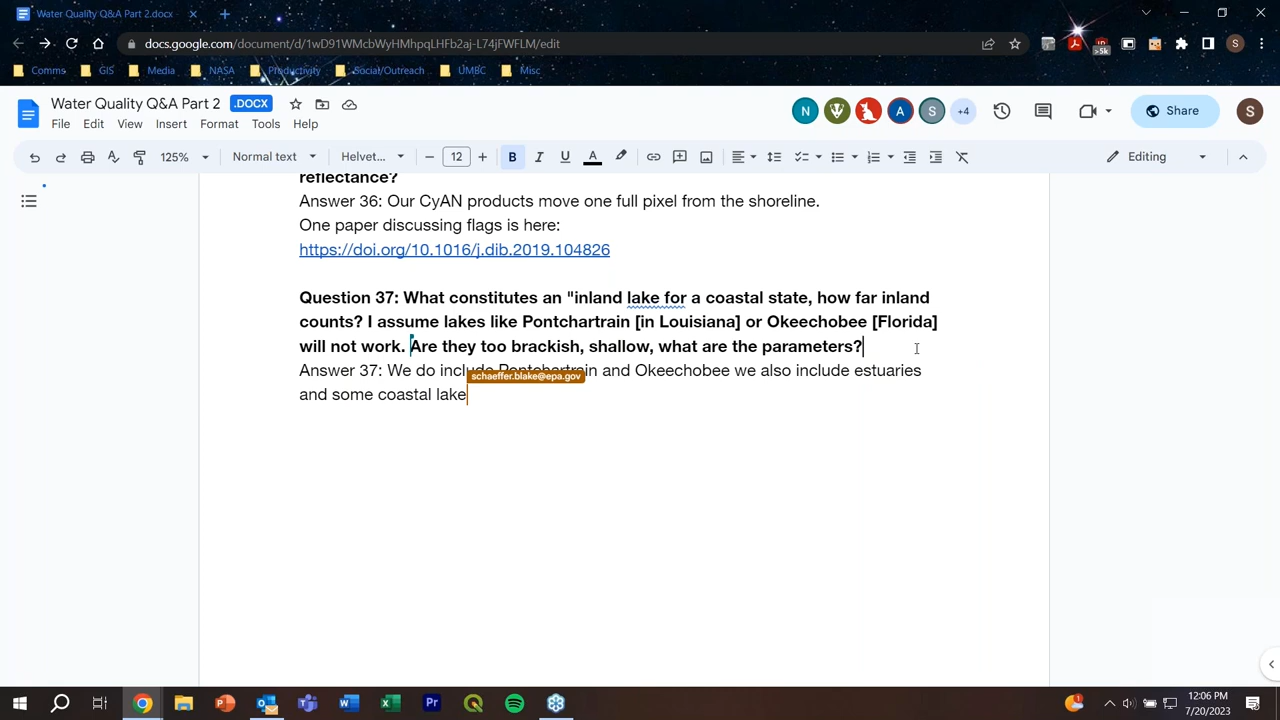 Water Quality Q&A Part 2.docx
docs.google.com/document/d/1wD91WMcbWyHMhpqLHFb2aj-L74jFWFLM/edit
>5k
S
Comms
GIS
Media
NASA
Productivity
Social/Outreach
UMBC
Misc
Water Quality Q&A Part 2
.DOCX
N
A
S
+4
Share
S
File
Edit
View
Insert
Format
Tools
Help
125%
Normal text
Helvet...
12
B
I
U
A
Editing
reflectance?
Answer 36: Our CyAN products move one full pixel from the shoreline.
One paper discussing flags is here:
https://doi.org/10.1016/j.dib.2019.104826
Question 37: What constitutes an "inland lake for a coastal state, how far inland
counts? I assume lakes like Pontchartrain [in Louisiana] or Okeechobee [Florida]
will not work. Are they too brackish, shallow, what are the parameters?
Answer 37: We do include Pontchartrain and Okeechobee we also include estuaries
schaeffer.blake@epa.gov
and some coastal lake
12:06 PM
7/20/2023